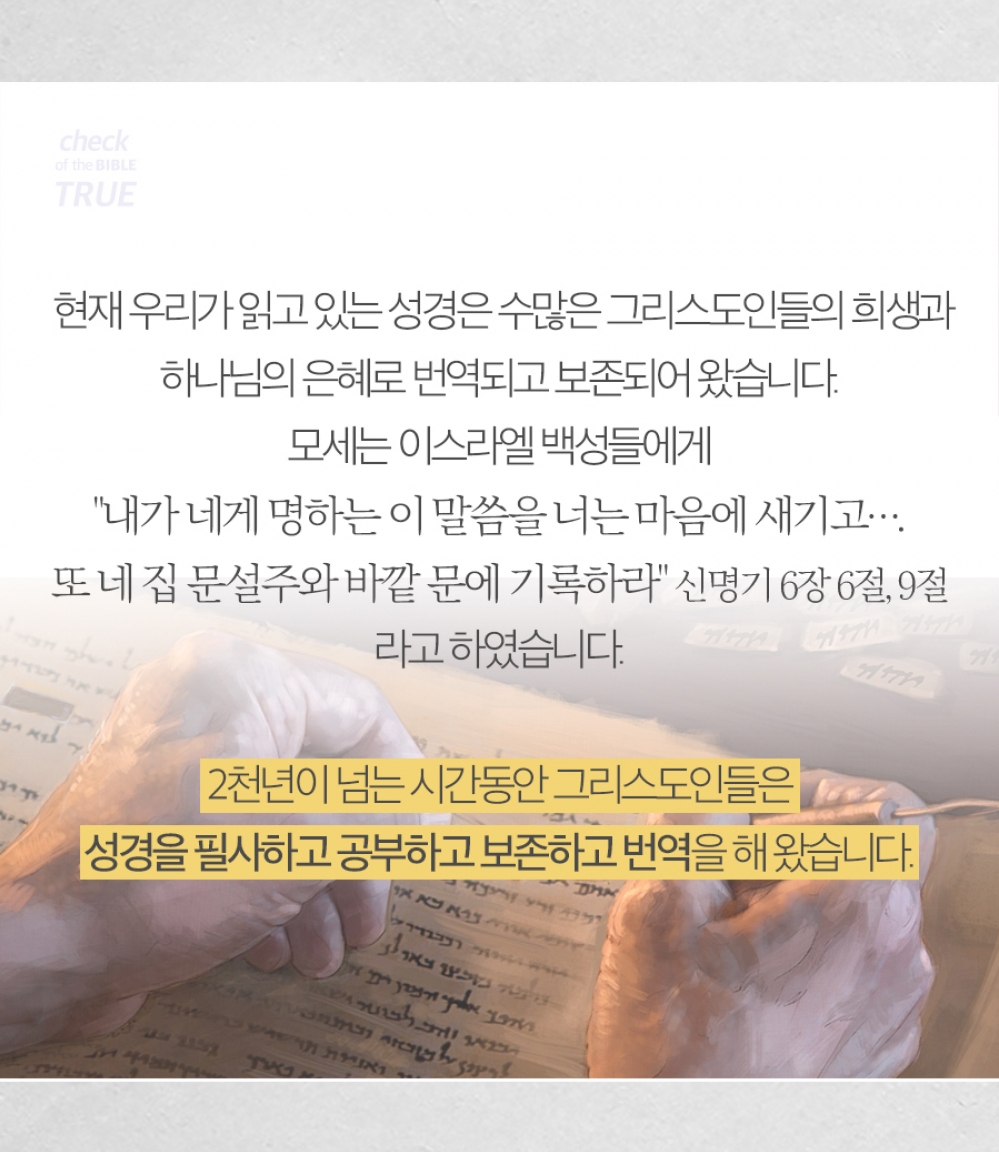 check
of the BIBLE
TRUE
현재 우리가 읽고 있는 성경은 수많은 그리스도인들의 희생과
하나님의 은혜로 번역되고 보존되어 왔습니다.
모세는 이스라엘 백성들에게
"내가 네게 명하는 이 말씀을 너는 마음에 새기고….
또 네 집 문설주와 바깥 문에 기록하라" 신명기 6장 6절, 9절
라고 하였습니다.
2천년이 넘는 시간동안 그리스도인들은
성경을 필사하고 공부하고 보존하고 번역을 해 왔습니다.